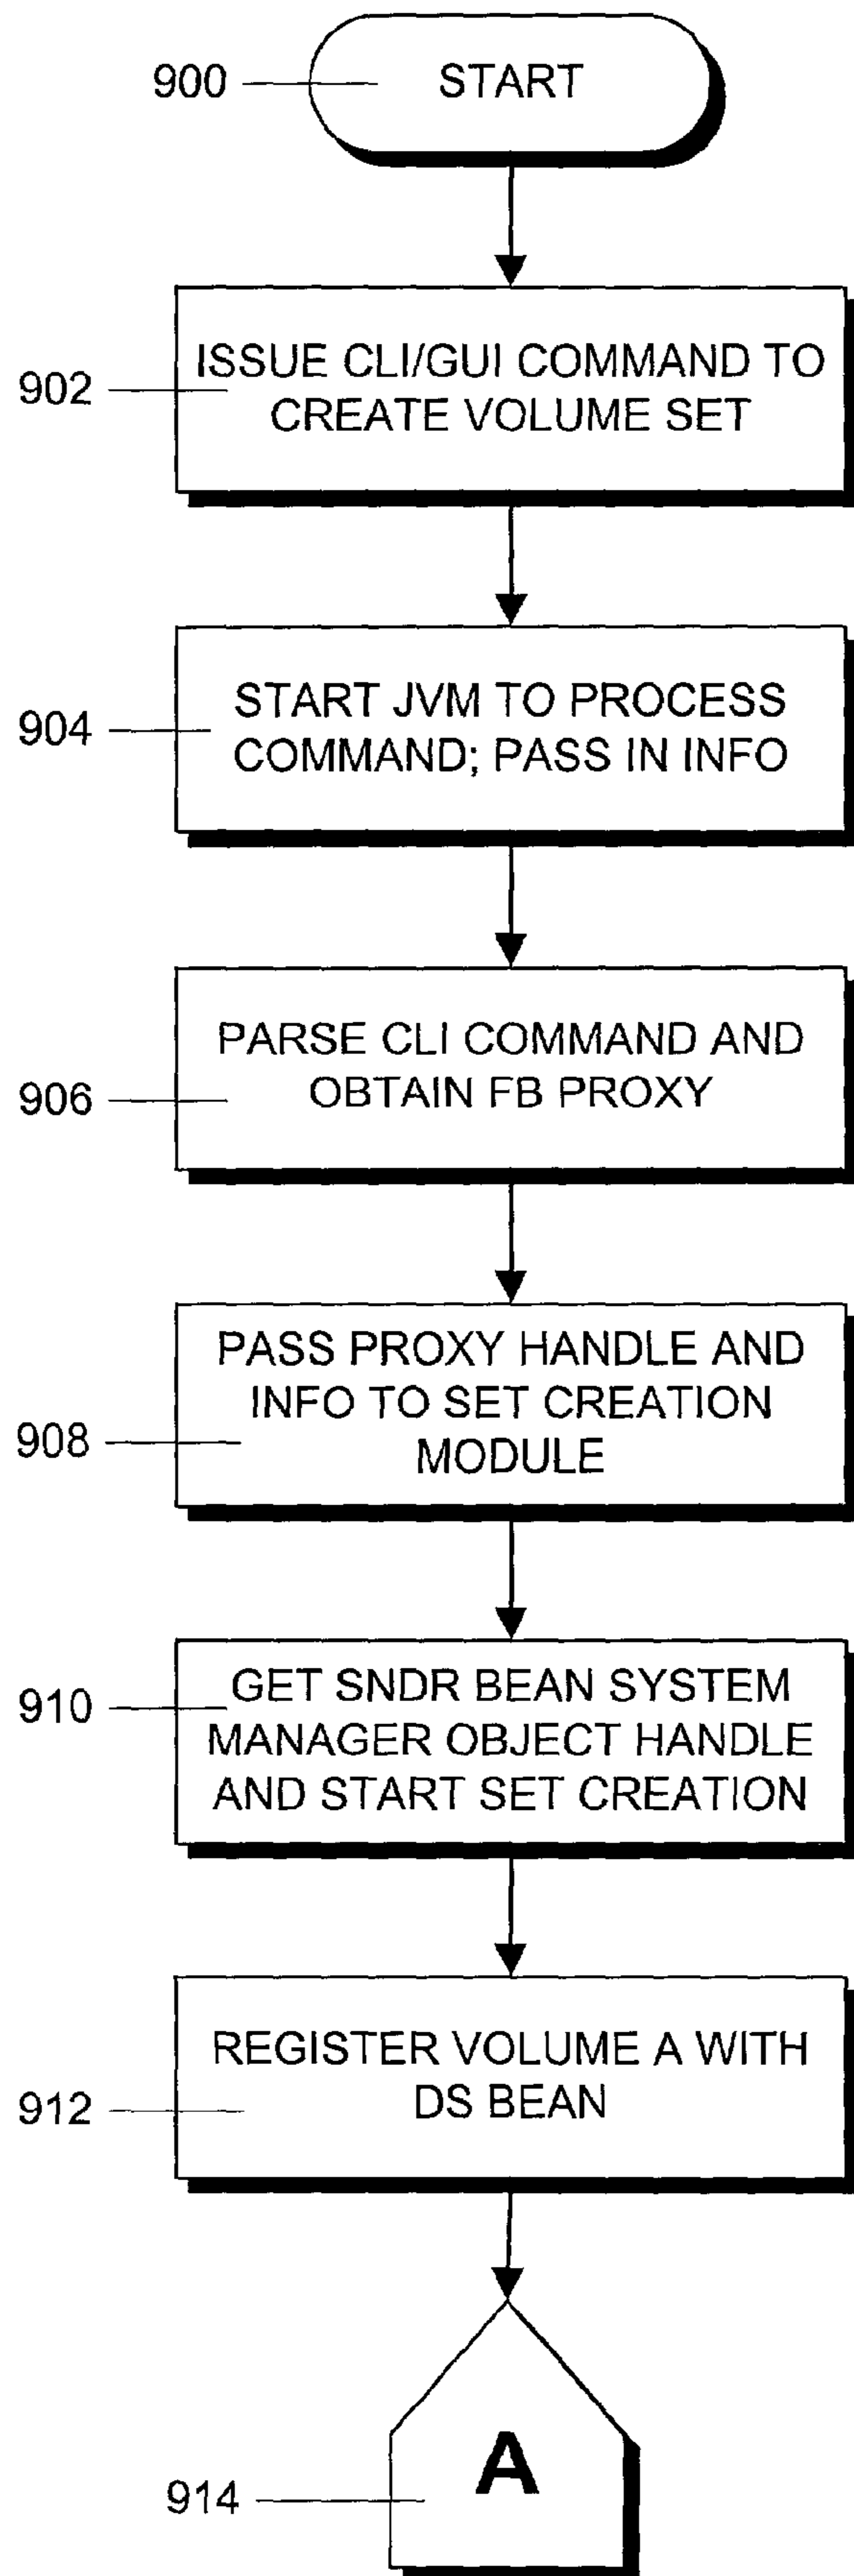 900
START
902
ISSUE CLI/GUI COMMAND TO
CREATE VOLUME SET
904
START JVM TO PROCESS
COMMAND; PASS IN INFO
906
PARSE CLI COMMAND AND
OBTAIN FB PROXY
908
PASS PROXY HANDLE AND
INFO TO SET CREATION
MODULE
910
GET SNDR BEAN SYSTEM
MANAGER OBJECT HANDLE
AND START SET CREATION
912
REGISTER VOLUME A WITH
DS BEAN
914
A